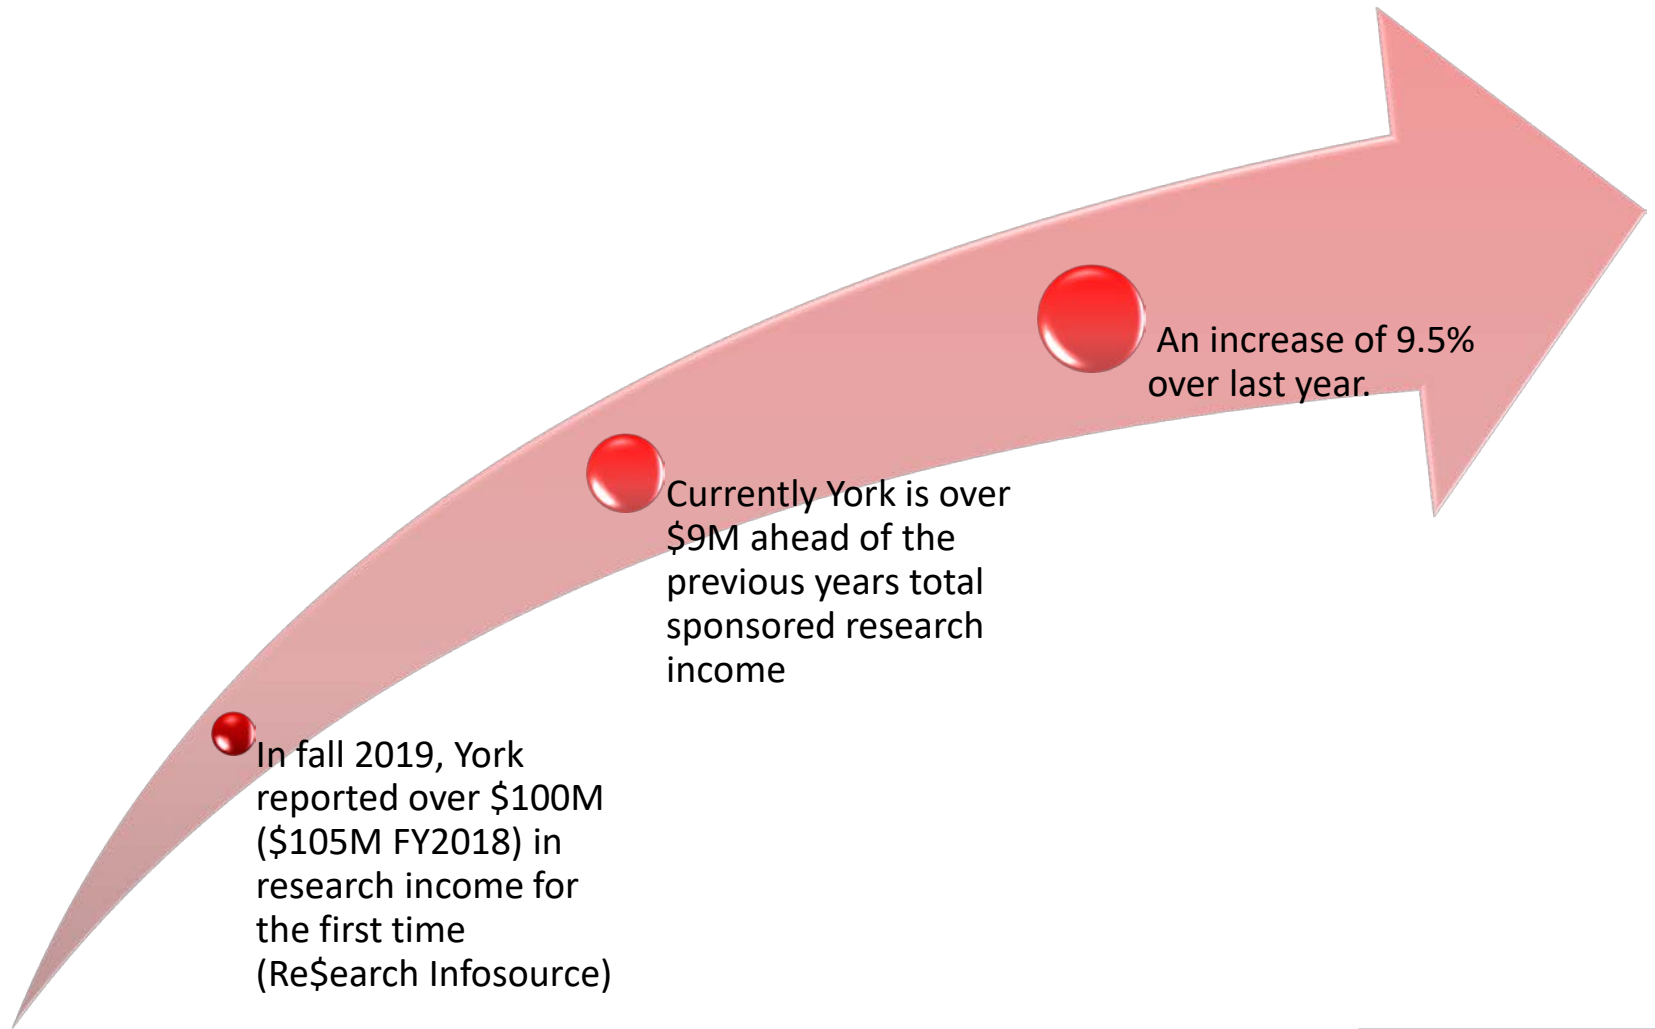 An increase of 9.5%
over last year.
Currently York is over
$9M ahead of the
previous years total
sponsored research
income
In fall 2019, York
reported over $100M
($105M FY2018) in
research income for
the first time
(Re$earch Infosource)